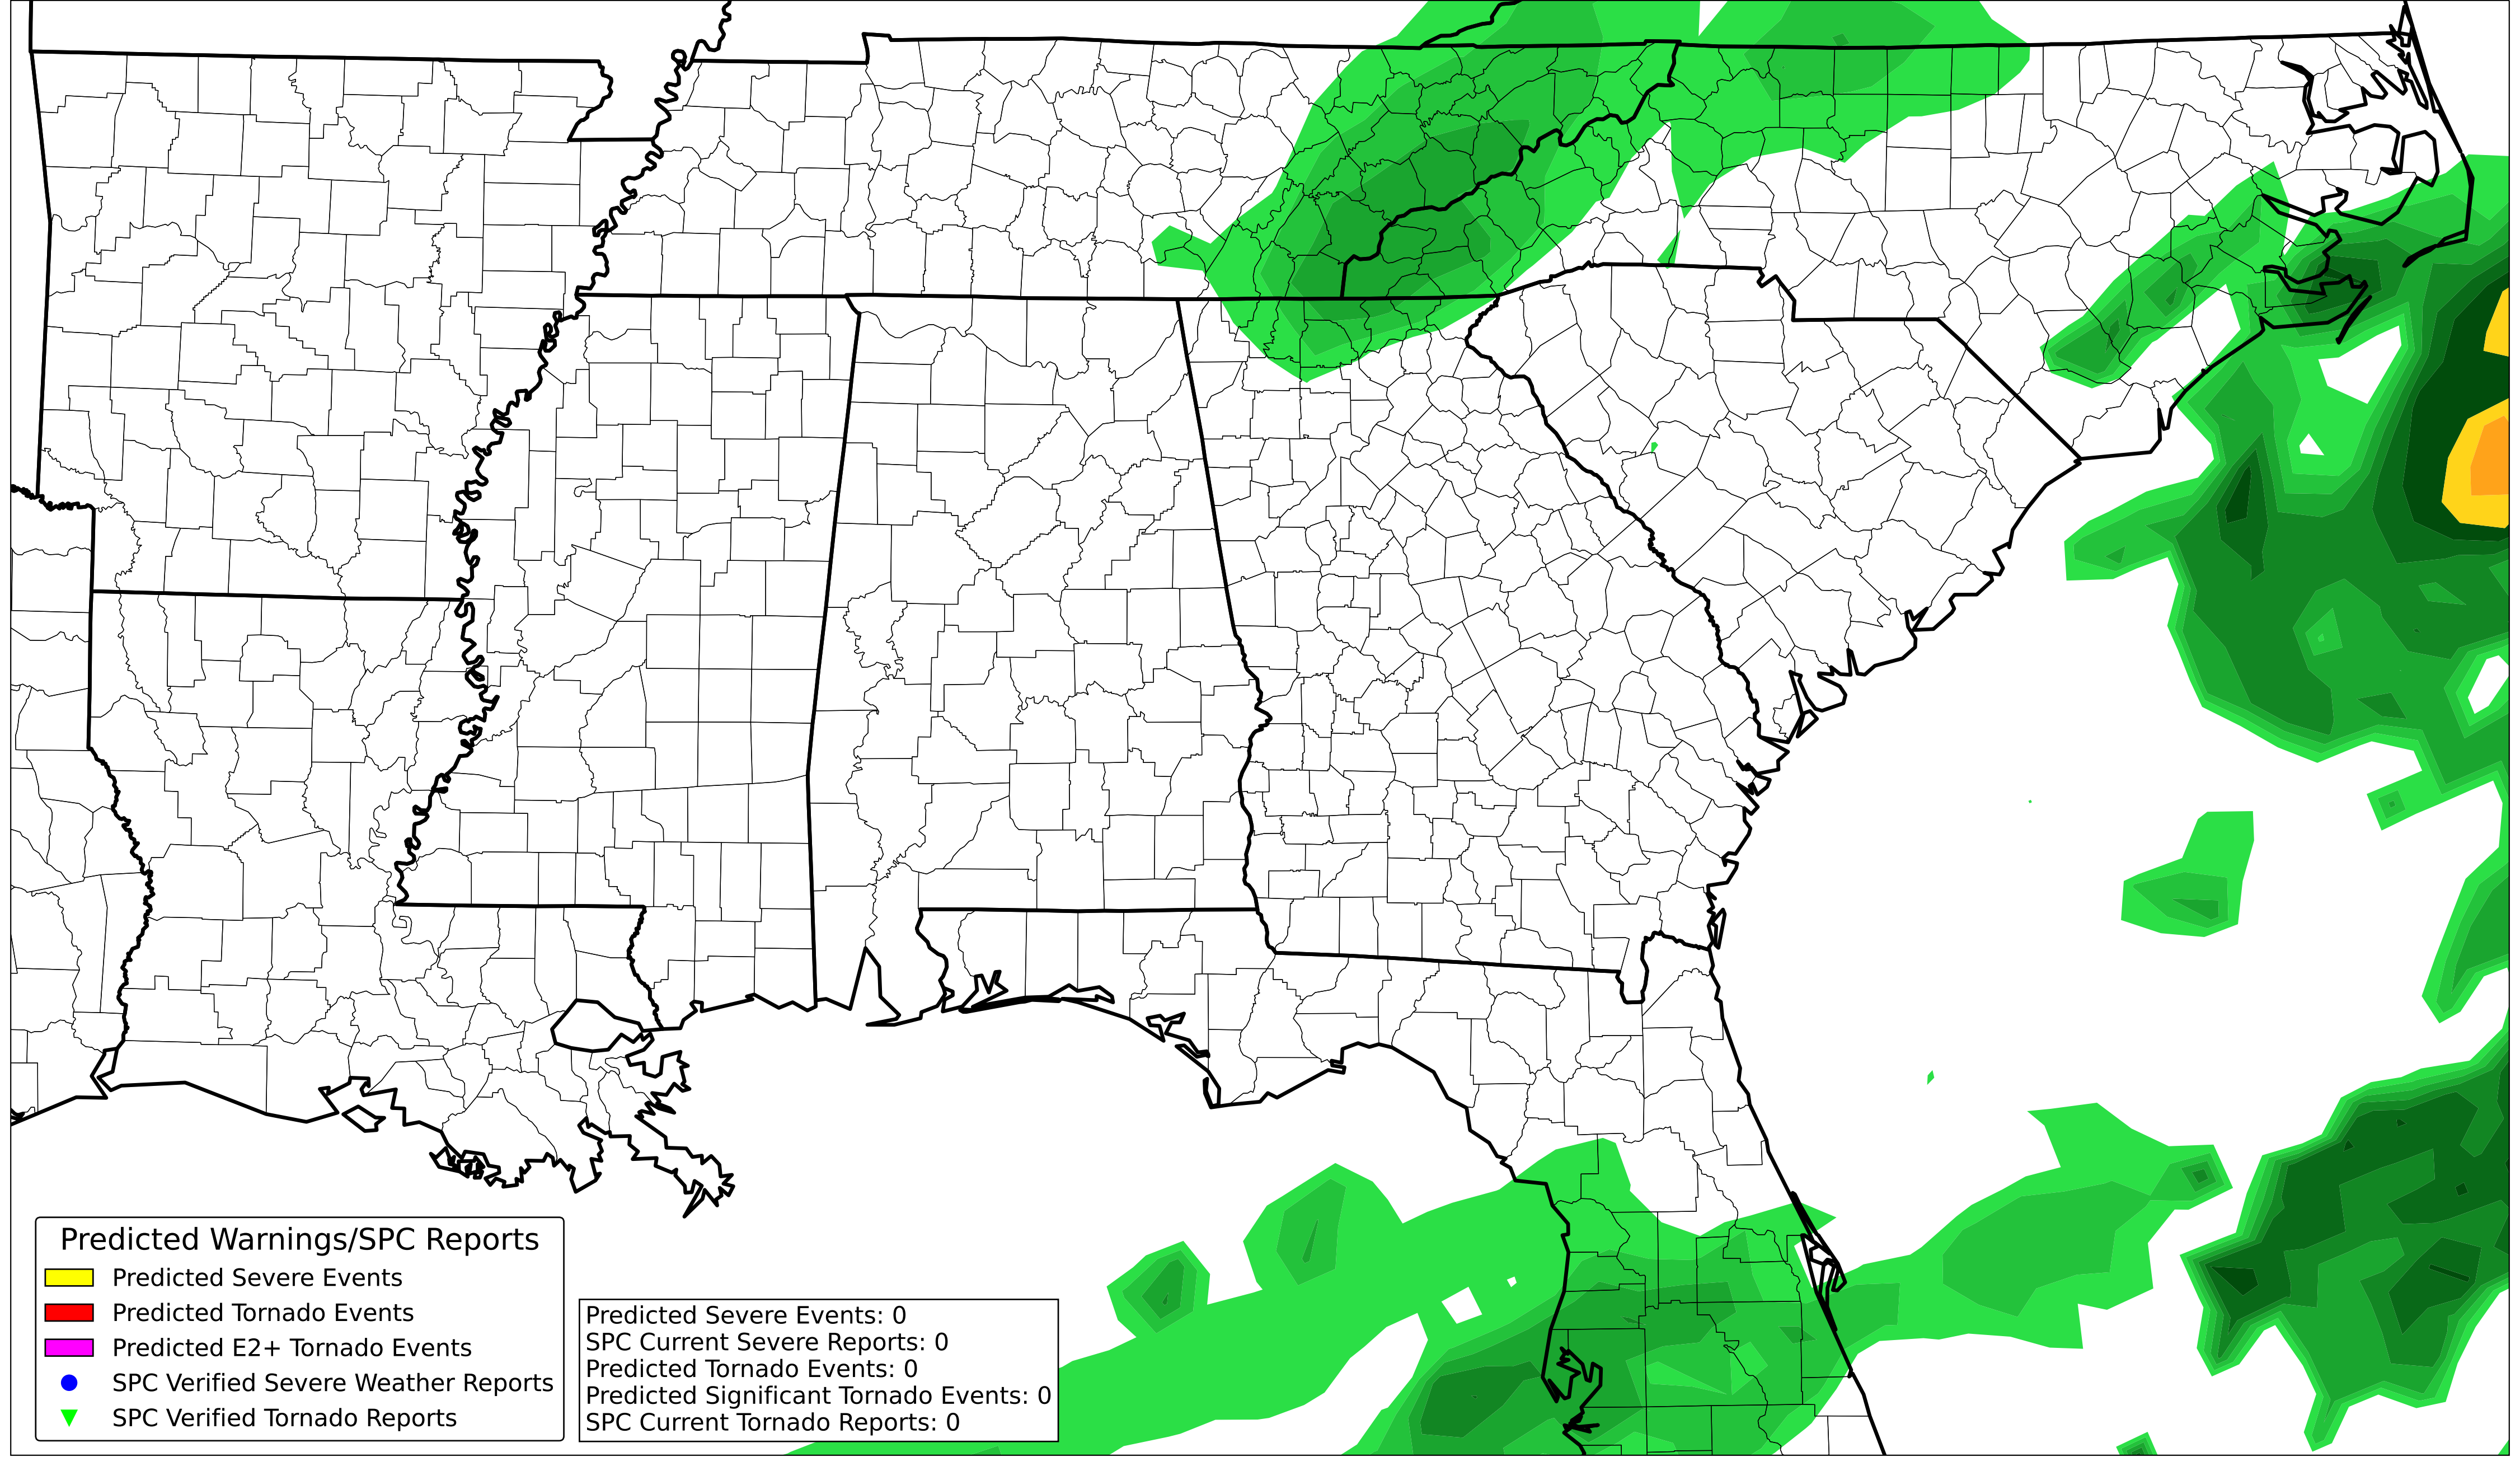 Predicted Warnings/SPC Reports
Predicted Severe Events
Predicted Tornado Events
Predicted E2+ Tornado Events
SPC Verified Severe Weather Reports
SPC Verified Tornado Reports
Predicted Severe Events: 0
SPC Current Severe Reports: 0
Predicted Tornado Events: 0
Predicted Significant Tornado Events: 0
SPC Current Tornado Reports: 0